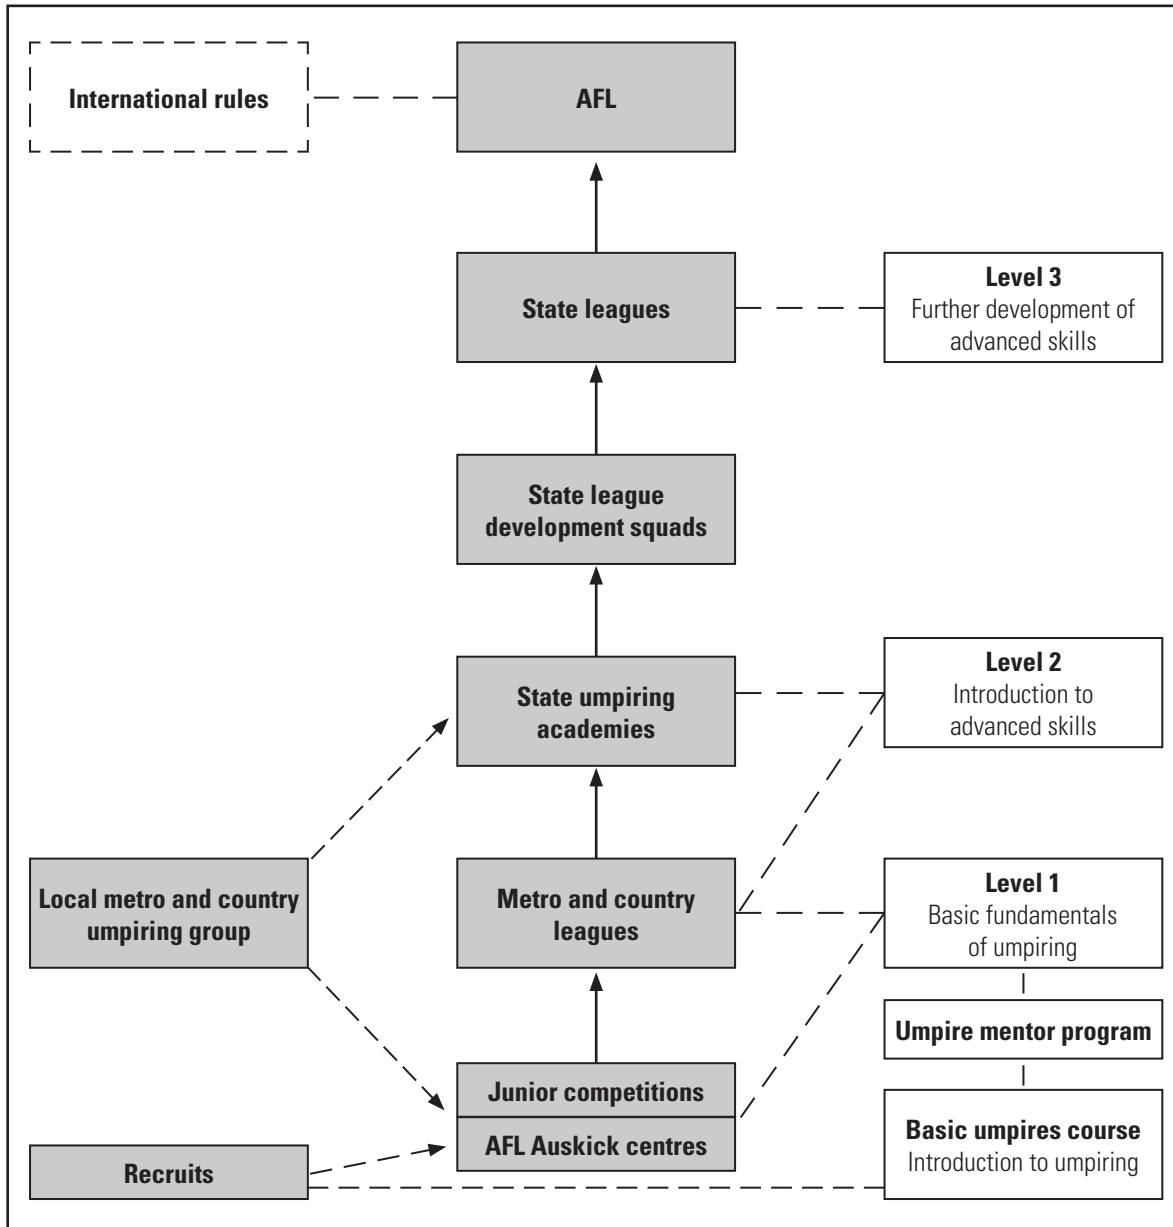 International rules
AFL
State leagues
Level 3
Further development of
advanced skills
State league
development squads
State umpiring
academies
Level 2
Introduction to
advanced skills
Local metro and country
umpiring group
Metro and country
leagues
Level 1
Basic fundamentals
of umpiring
Umpire mentor program
Junior competitions
AFL Auskick centres
Basic umpires course
Introduction to umpiring
Recruits